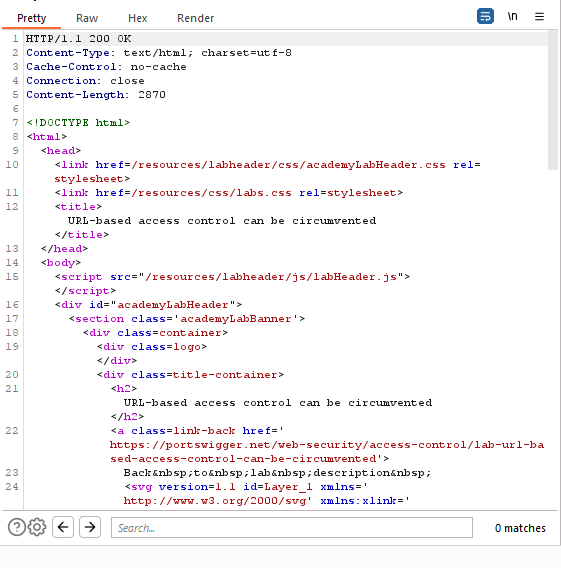 Pretty Raw Hex Render \n
1 HTTP/1.1 200 OK
2 Content-Type: text/html; charset=utf-8
3 Cache-Control: no-cache
4 Connection: close
5 Content-Length: 2870
6
7 <!DOCTYPE html>
8 <html>
9 <head>
10 <link href=/resources/labheader/css/academyLabHeader.css rel=
stylesheet>
11 <link href=/resources/css/labs.css rel=stylesheet>
12 <title>
URL-based access control can be circumvented
</title>
13 </head>
14 <body>
15 <script src="/resources/labheader/js/labHeader.js">
</script>
16 <div id="academyLabHeader">
17 <section class='academyLabBanner'>
18 <div class=container>
19 <div class=logo>
</div>
20 <div class=title-container>
21 <h2>
URL-based access control can be circumvented
</h2>
22 <a class=link-back href='
https://portswigger.net/web-security/access-control/lab-url-ba
sed-access-control-can-be-circumvented'>
23 Back&nbsp;to&nbsp;lab&nbsp;description&nbsp;
24 <svg version=1.1 id=Layer_1 xmlns='
http://www.w3.org/2000/svg' xmlns:xlink='
Search... 0 matches